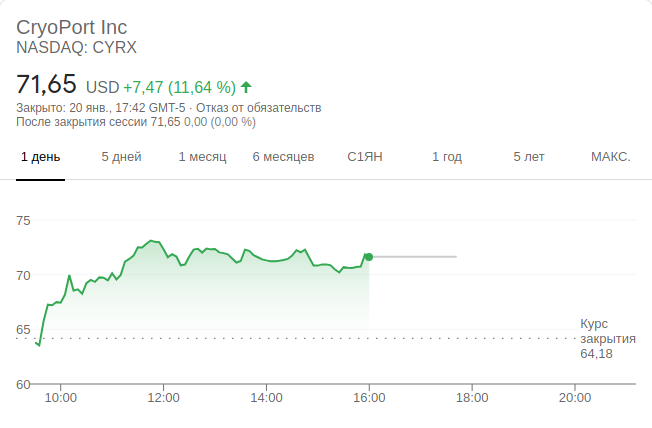 CryoPort Inc
NASDAQ: CYRX
71,65 USD +7,47 (11,64 %)
Закрыто: 20 янв., 17:42 GMT-5 · Отказ от обязательств
После закрытия сессии 71,65 0,00 (0,00 %)
1 день 5 дней 1 месяц 6 месяцев С1ЯН 1 год 5 лет МАКС.
75
70
65
Курс
закрытия
64,18
60
10:00 12:00 14:00 16:00 18:00 20:00